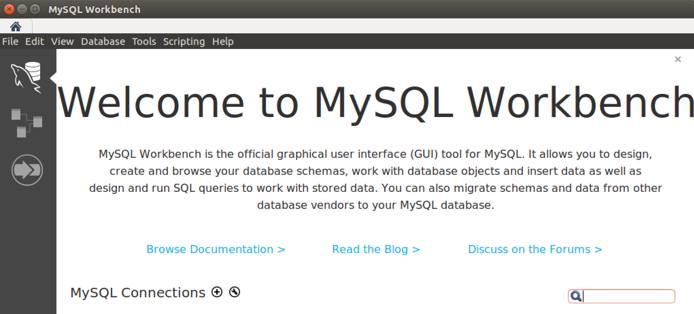 MySQL Workbench
File Edit View Database Tools Scripting Help
Welcome to MySQL Workbench
MySQL Workbench is the official graphical user interface (GUI) tool for MySQL. It allows you to design,
create and browse your database schemas, work with database objects and insert data as well as
design and run SQL queries to work with stored data. You can also migrate schemas and data from other
database vendors to your MySQL database.
Browse Documentation > Read the Blog > Discuss on the Forums >
MySQL Connections